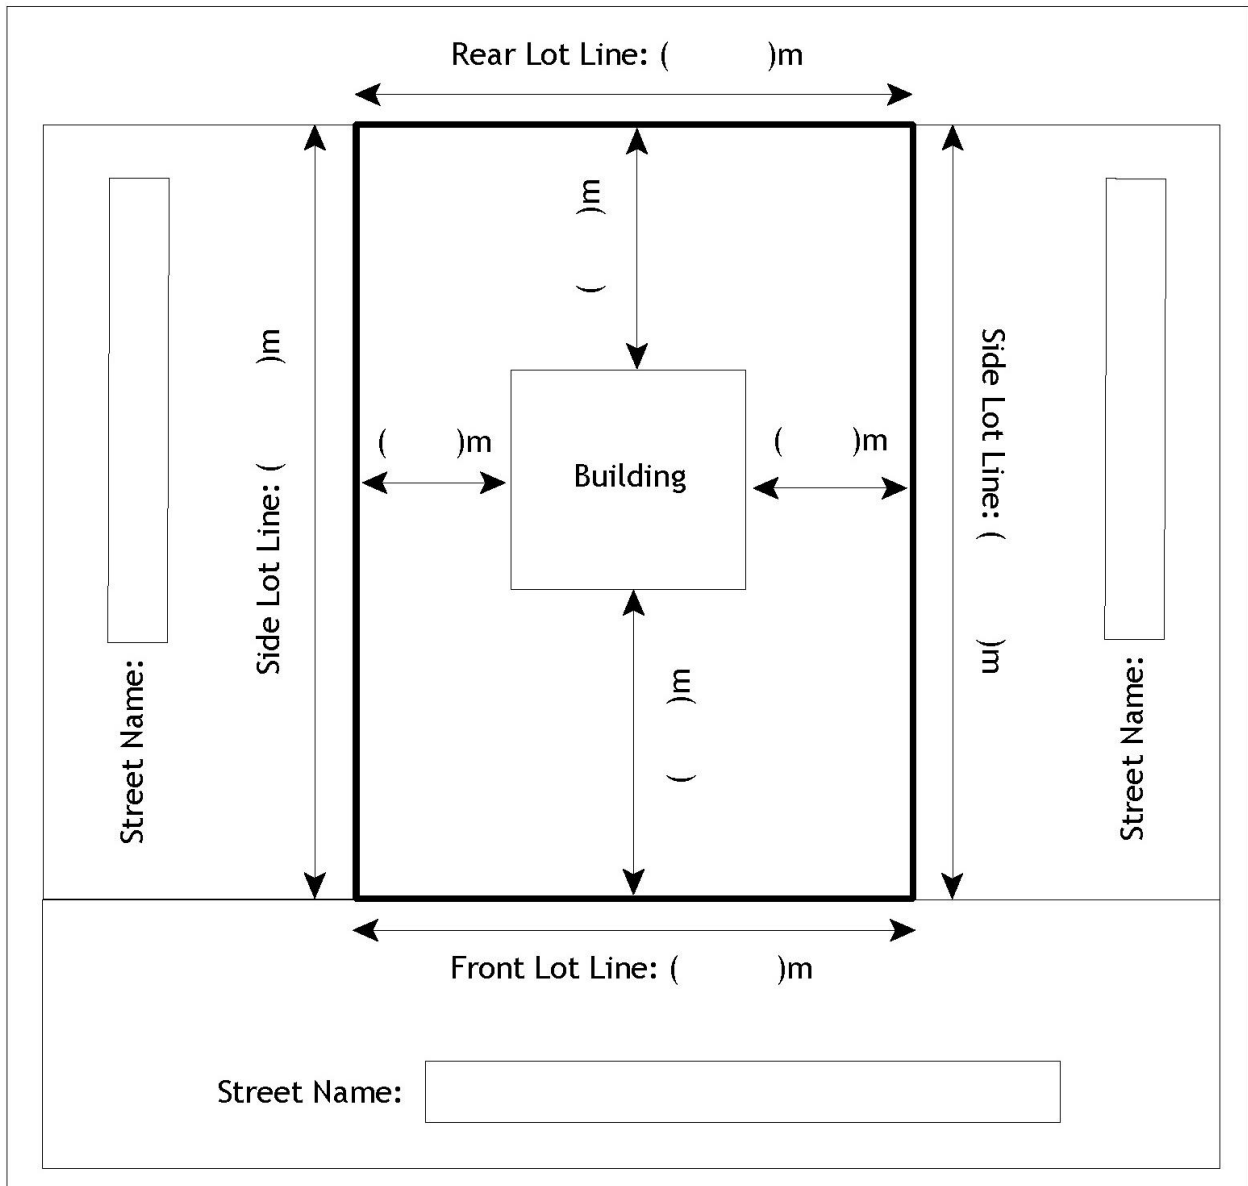 Rear Lot Line: (    )m
(    )m
Side Lot Line: (    )m
Side Lot Line: (    )m
(    )m
(    )m
Building
(    )m
Street Name:
Street Name:
Front Lot Line: (    )m
Street Name: